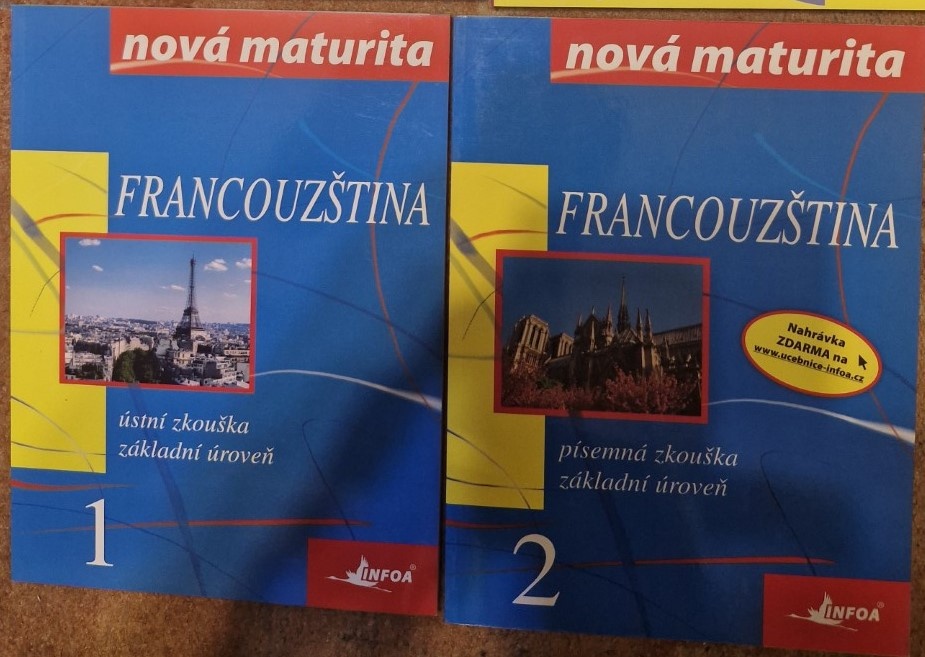 nová maturita
FRANCOUZŠTINA
ústní zkouška
základní úroveň
1
INFOA®
nová maturita
FRANCOUZŠTINA
Nahrávka
ZDARMA na
www.ucebnice-infoa.cz
písemná zkouška
základní úroveň
2
INFOA®